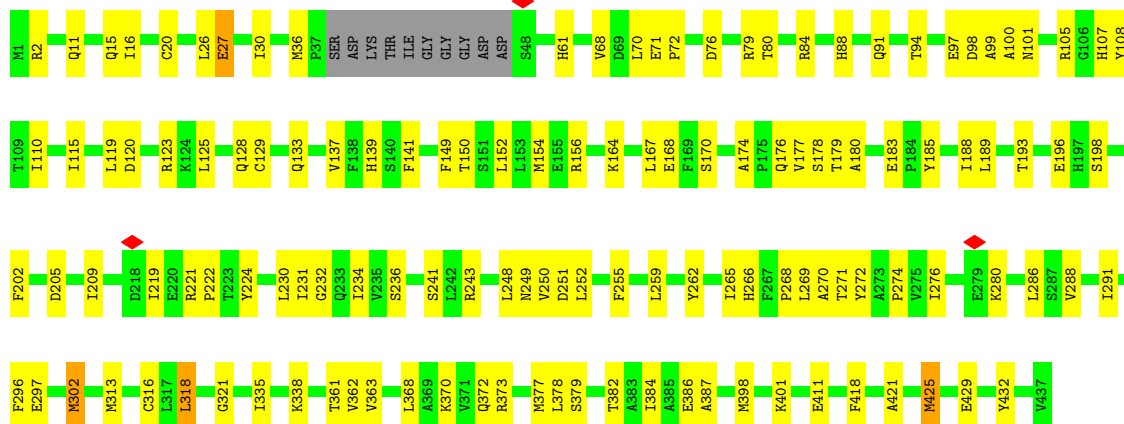 M1 R2 Q11 Q15 I16 C20 L26 E27 I30 M36 P37 SER ASP LYS THR ILE GLY GLY GLY ASP ASP S48 H61 V68 D69 L70 E71 P72 D76 R79 T80 R84 H88 Q91 T94 E97 D98 A99 A100 N101 R105 G106 H107 Y108
T109 I110 I115 L119 D120 R123 K124 L125 Q128 C129 Q133 V137 F138 H139 S140 F141 F149 T150 S151 L152 L153 M154 E155 R156 K164 L167 E168 F169 S170 A174 P175 Q176 V177 S178 T179 A180 E183 P184 Y185 I188 L189 T193 E196 H197 S198
F202 D205 I209 D218 I219 E220 R221 P222 T223 Y224 L230 I231 G232 Q233 I234 V235 S236 S241 L242 R243 L248 N249 V250 D251 L252 F255 L259 Y262 I265 H266 F267 P268 L269 A270 T271 Y272 A273 P274 V275 I276 E279 K280 L286 S287 V288 I291
F296 E297 M302 M313 C316 L317 L318 G321 I335 K338 T361 V362 V363 L368 A369 K370 V371 Q372 R373 M377 L378 S379 T382 A383 I384 A385 E386 A387 M398 K401 E411 F418 A421 M425 E429 Y432 V437